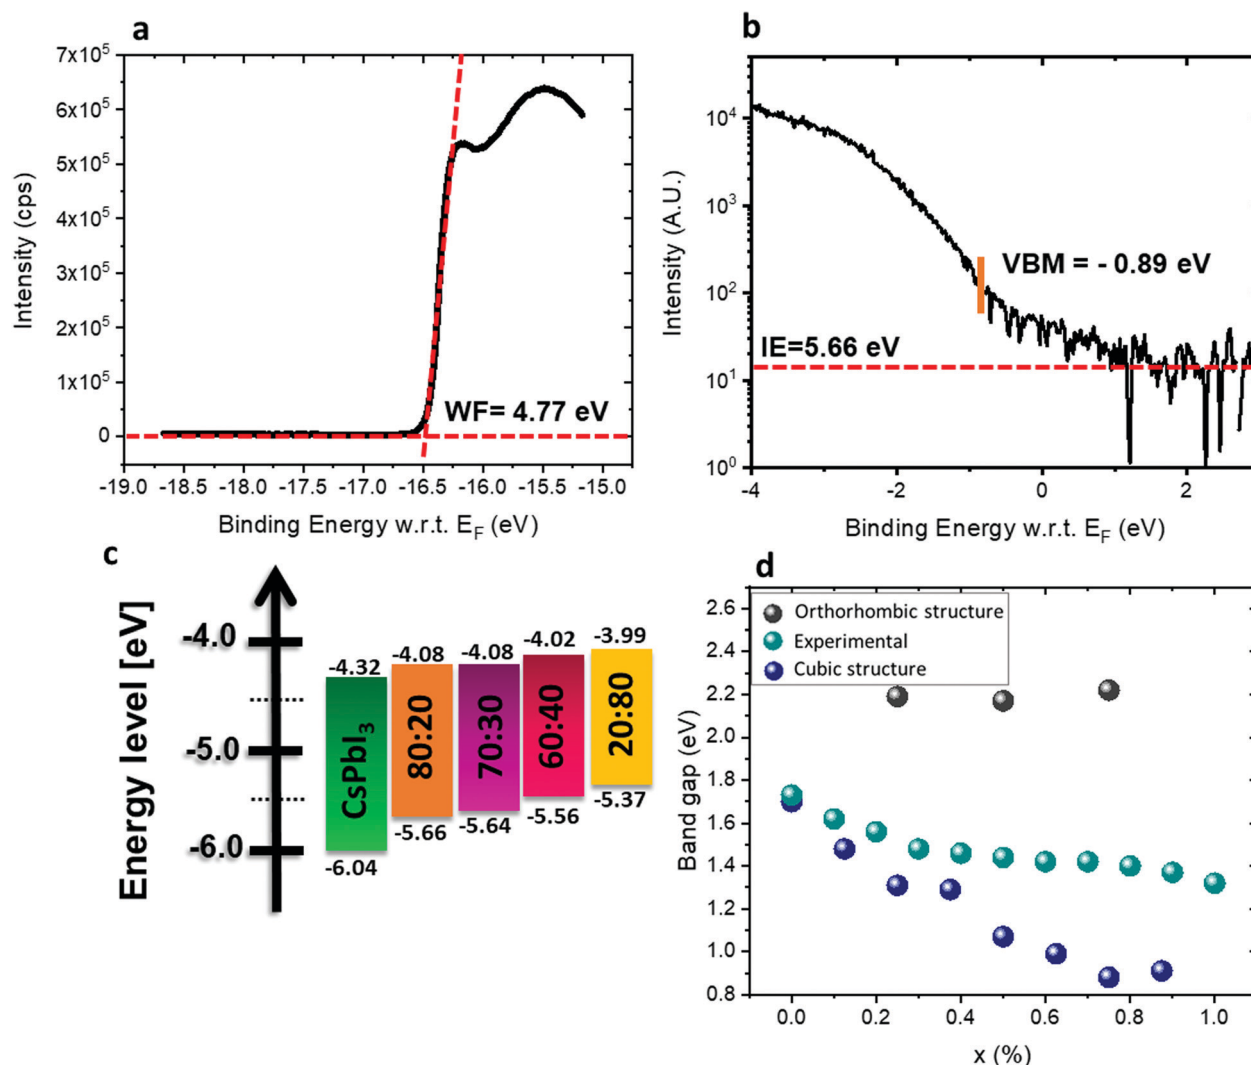 a
7x10⁵
6x10⁵
5x10⁵
4x10⁵
3x10⁵
2x10⁵
1x10⁵
0
Intensity (cps)
WF= 4.77 eV
-19.0 -18.5 -18.0 -17.5 -17.0 -16.5 -16.0 -15.5 -15.0
Binding Energy w.r.t. E_F (eV)
b
10⁴
10³
10²
10¹
10⁰
Intensity (A.U.)
VBM = - 0.89 eV
IE=5.66 eV
-4 -2 0 2
Binding Energy w.r.t. E_F (eV)
c
Energy level [eV]
-4.0
-5.0
-6.0
-4.32 -4.08 -4.08 -4.02 -3.99
CsPbI₃ 80:20 70:30 60:40 20:80
-6.04 -5.66 -5.64 -5.56 -5.37
d
Orthorhombic structure
Experimental
Cubic structure
2.6
2.4
2.2
2.0
1.8
1.6
1.4
1.2
1.0
0.8
Band gap (eV)
0.0 0.2 0.4 0.6 0.8 1.0
x (%)